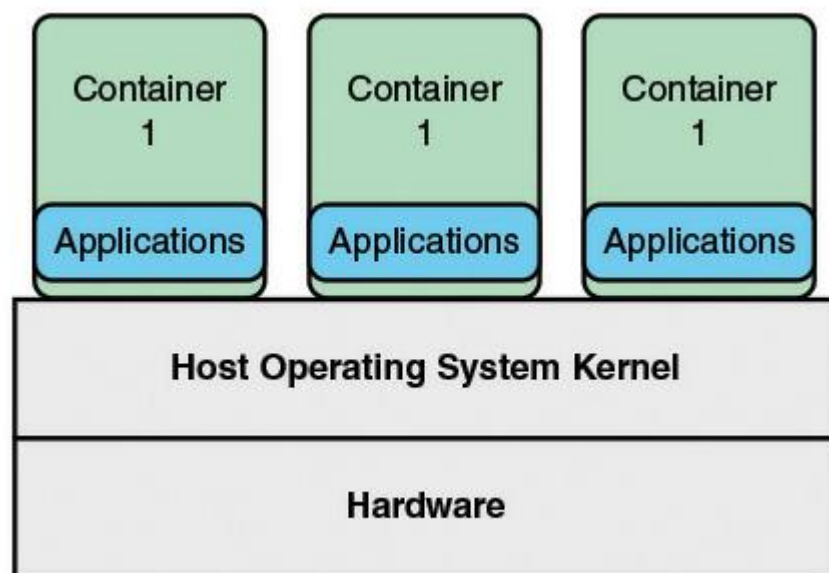 Container
1
Applications
Container
1
Applications
Container
1
Applications
Host Operating System Kernel
Hardware